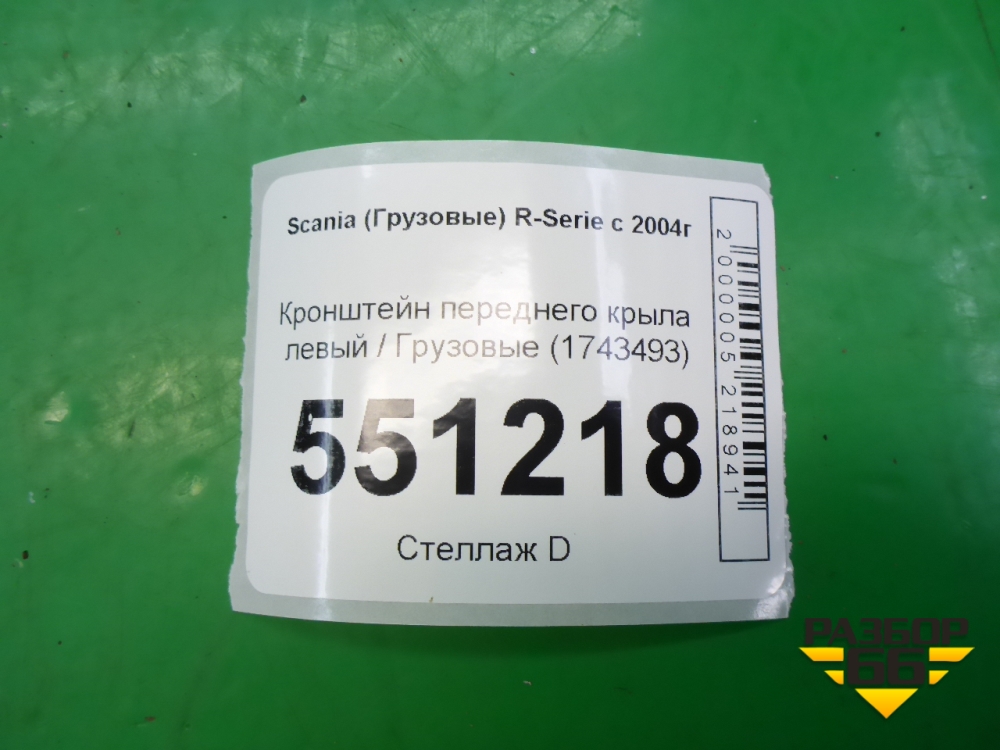 Scania (Грузовые) R-Serie с 2004г
Кронштейн переднего крыла
левый / Грузовые (1743493)
551218
Стеллаж D
2000005218941
РАЗБОР
66